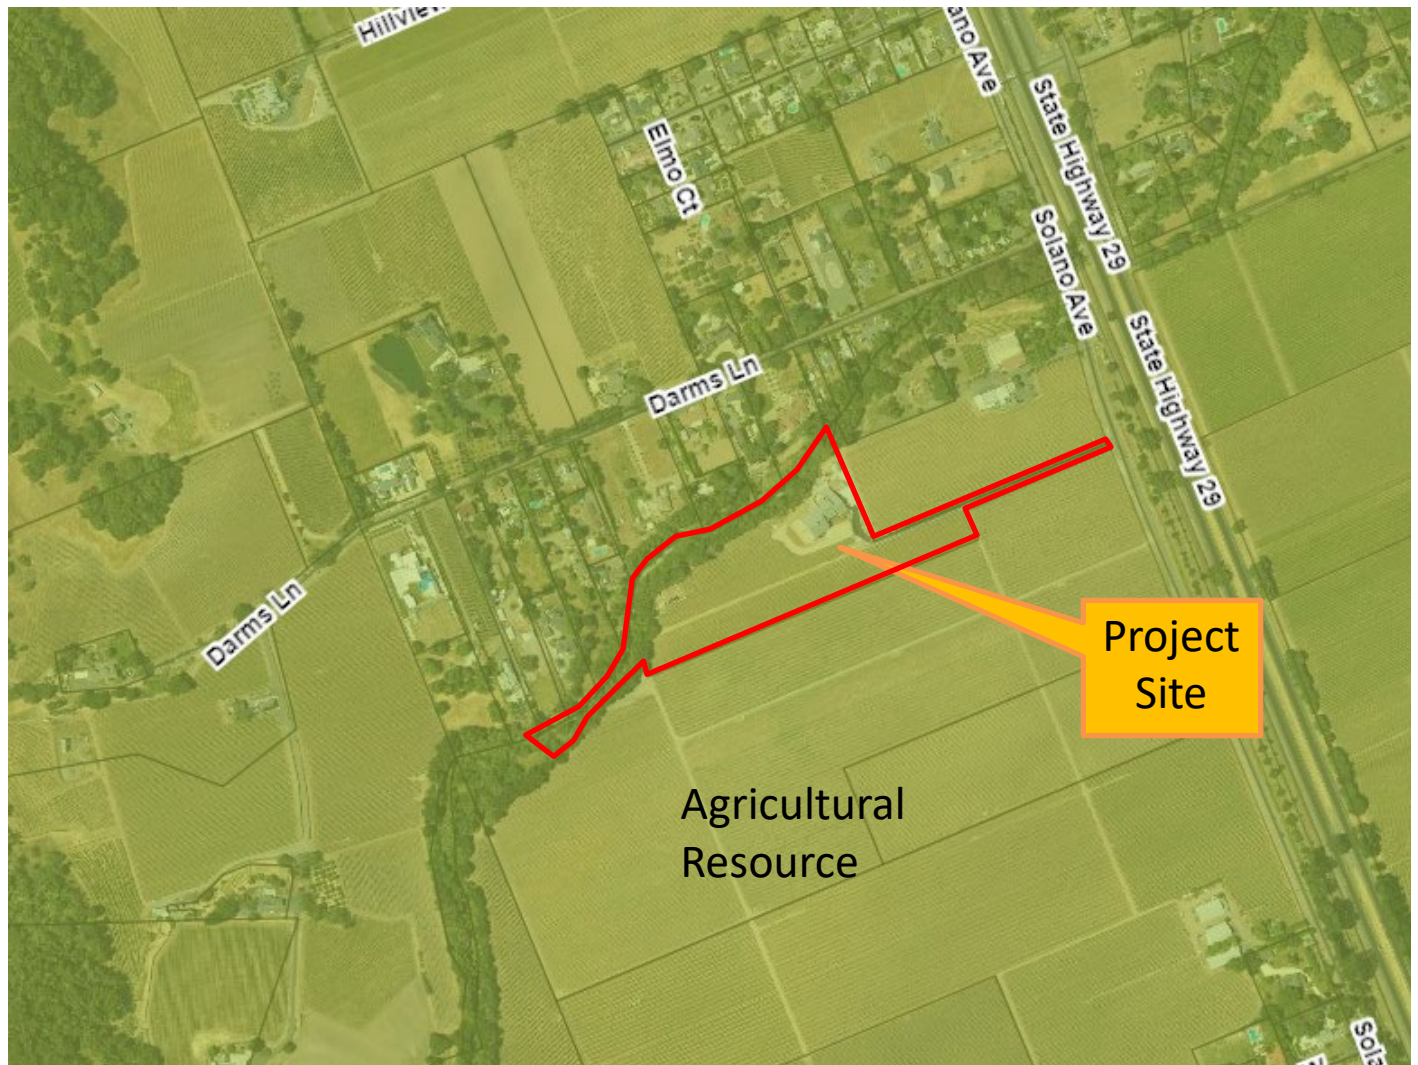 Hillview
ano Ave
State Highway 29
Elmo Ct
Solano Ave
State Highway 29
Darms Ln
Darms Ln
Project
Site
Agricultural
Resource
Sola